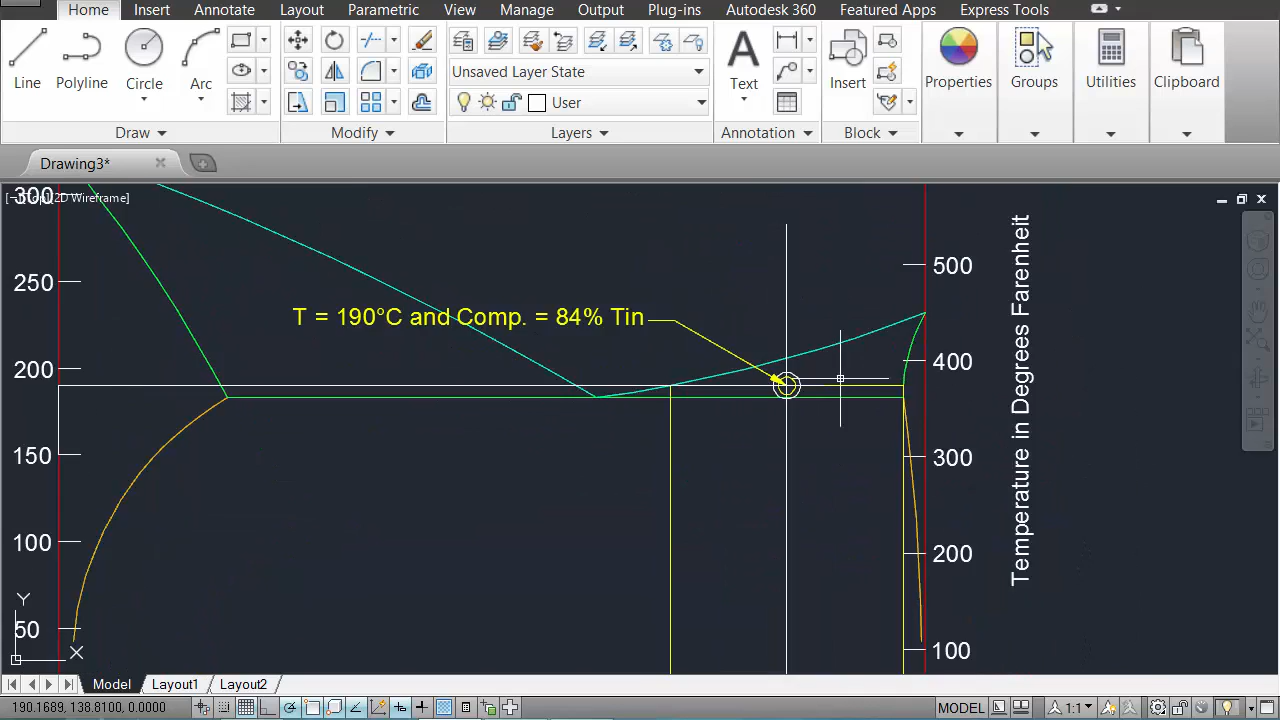 Home Insert Annotate Layout Parametric View Manage Output Plug-ins Autodesk 360 Featured Apps Express Tools
Unsaved Layer State
Line Polyline Circle Arc Text Insert Properties Groups Utilities Clipboard
User
Draw Modify Layers Annotation Block
Drawing3*
300
[Top][2D Wireframe]
250
200
150
100
50
T = 190°C and Comp. = 84% Tin
500
400
300
200
100
Temperature in Degrees Farenheit
Y
X
Model Layout1 Layout2
190.1689, 138.8100, 0.0000
MODEL
1:1